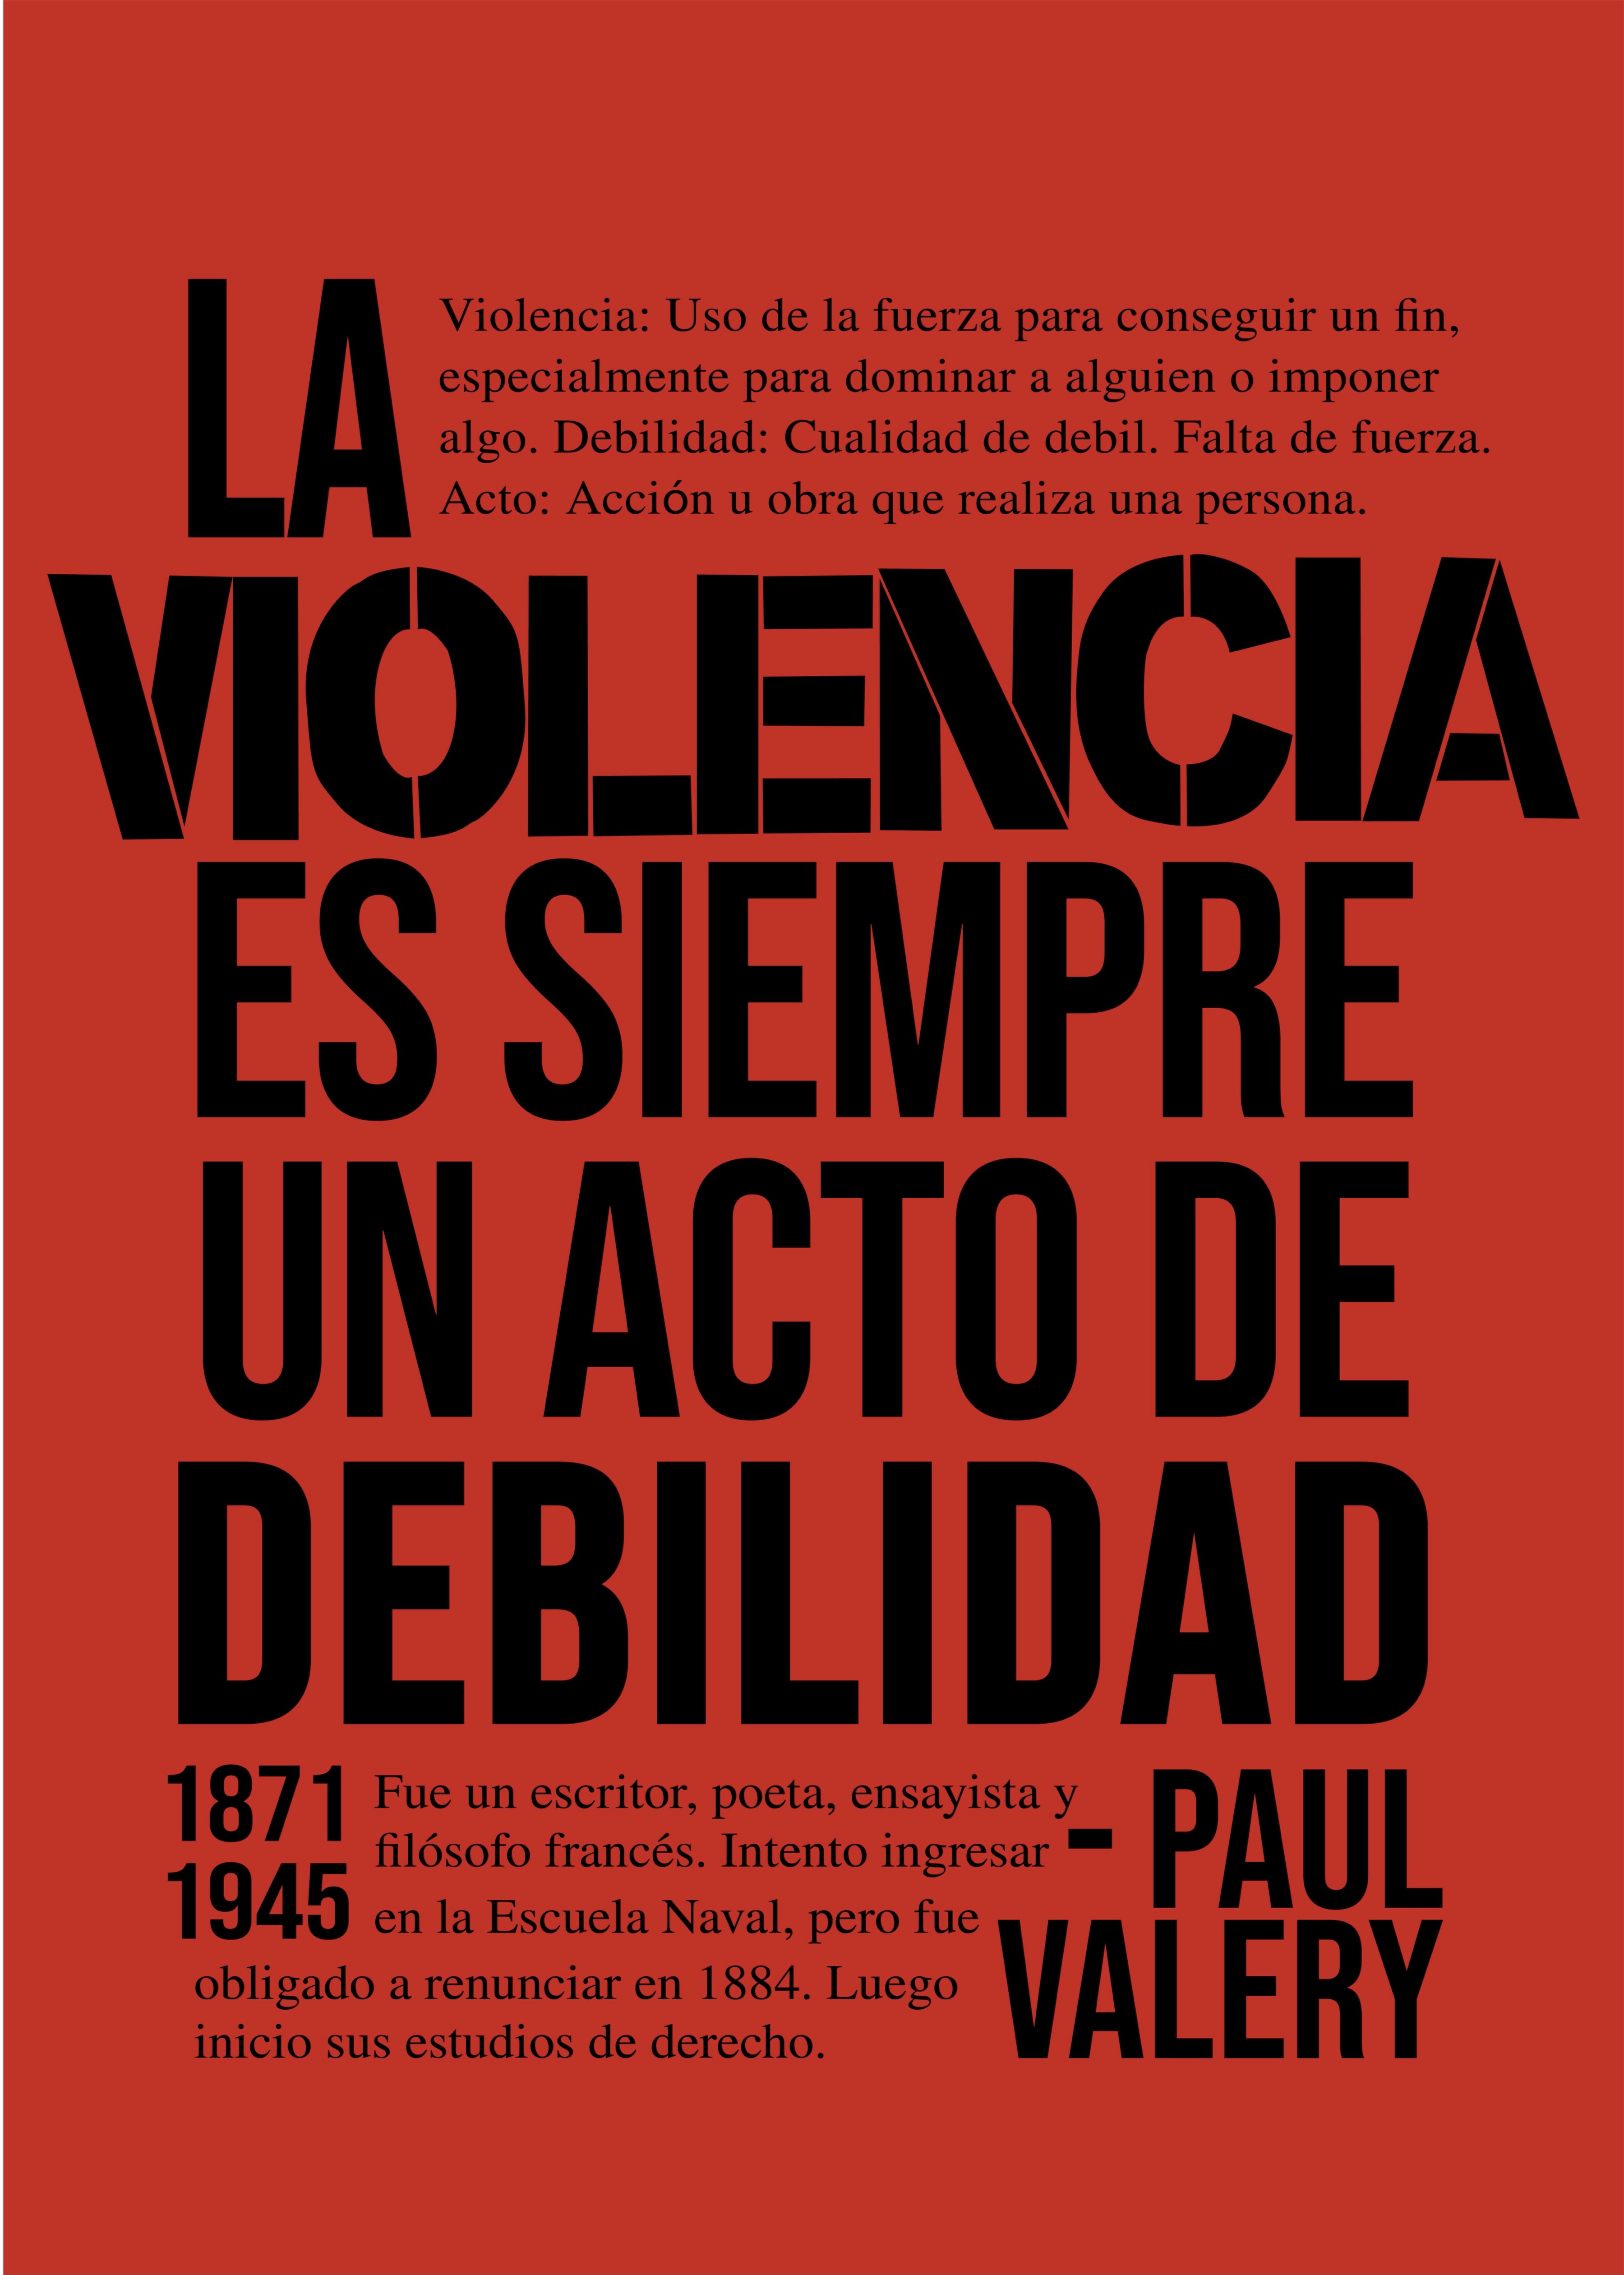 LA
Violencia: Uso de la fuerza para conseguir un fin,
especialmente para dominar a alguien o imponer
algo. Debilidad: Cualidad de debil. Falta de fuerza.
Acto: Acción u obra que realiza una persona.
VIOLENCIA
ES SIEMPRE
UN ACTO DE
DEBILIDAD
1871
1945
Fue un escritor, poeta, ensayista y
filósofo francés. Intento ingresar
en la Escuela Naval, pero fue
obligado a renunciar en 1884. Luego
inicio sus estudios de derecho.
- PAUL
VALERY